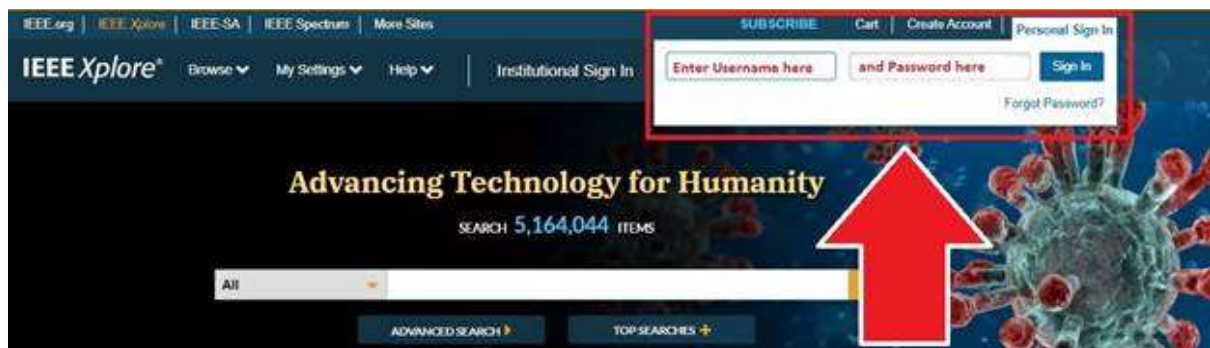 IEEE.org | IEEE Xplore | IEEE-SA | IEEE Spectrum | More Sites SUBSCRIBE Cart | Create Account | Personal Sign In
IEEE Xplore® Browse My Settings Help | Institutional Sign In Enter Username here and Password here Sign In
Forgot Password?
Advancing Technology for Humanity
SEARCH 5,164,044 ITEMS
All
ADVANCED SEARCH TOP SEARCHES +